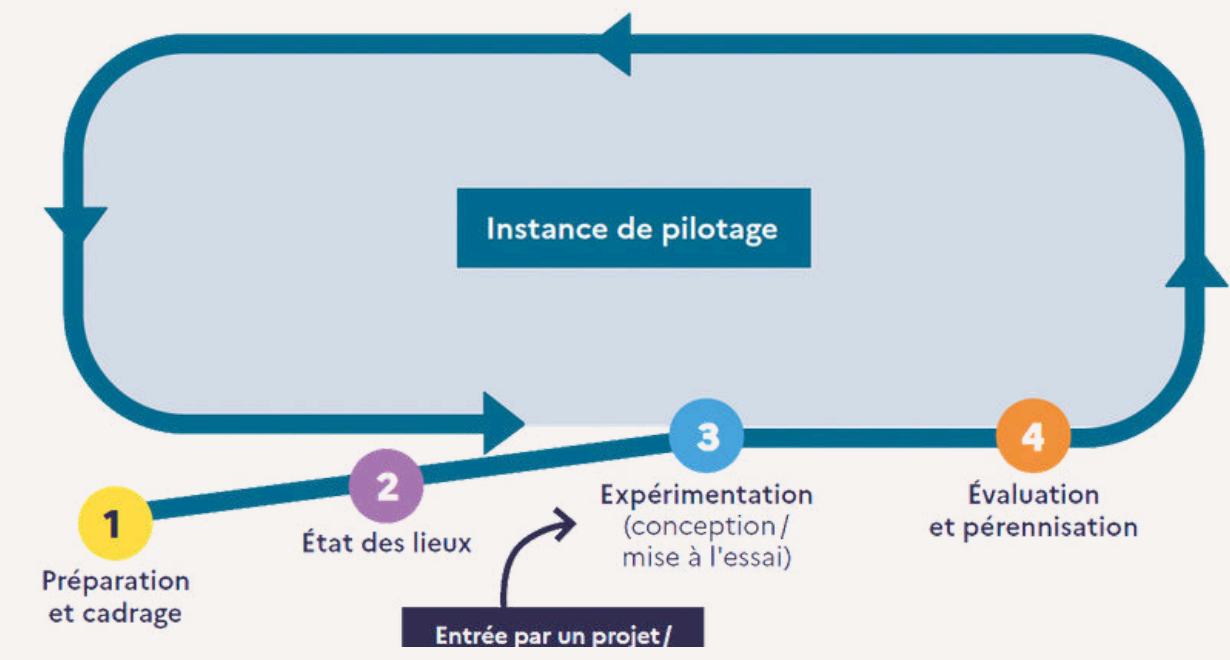 Instance de pilotage
1
Préparation
et cadrage
2
État des lieux
3
Expérimentation
(conception /
mise à l'essai)
4
Évaluation
et pérennisation
Entrée par un projet /